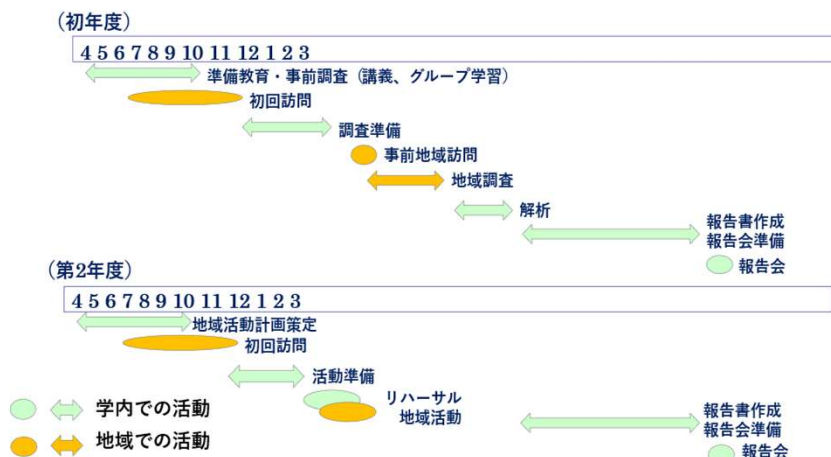 (初年度)
4 5 6 7 8 9 10 11 12 1 2 3
準備教育・事前調査（講義、グループ学習）
初回訪問
調査準備
事前地域訪問
地域調査
解析
報告書作成
報告会準備
報告会
(第2年度)
4 5 6 7 8 9 10 11 12 1 2 3
地域活動計画策定
初回訪問
活動準備
リハーサル
地域活動
報告書作成
報告会準備
報告会
学内での活動
地域での活動